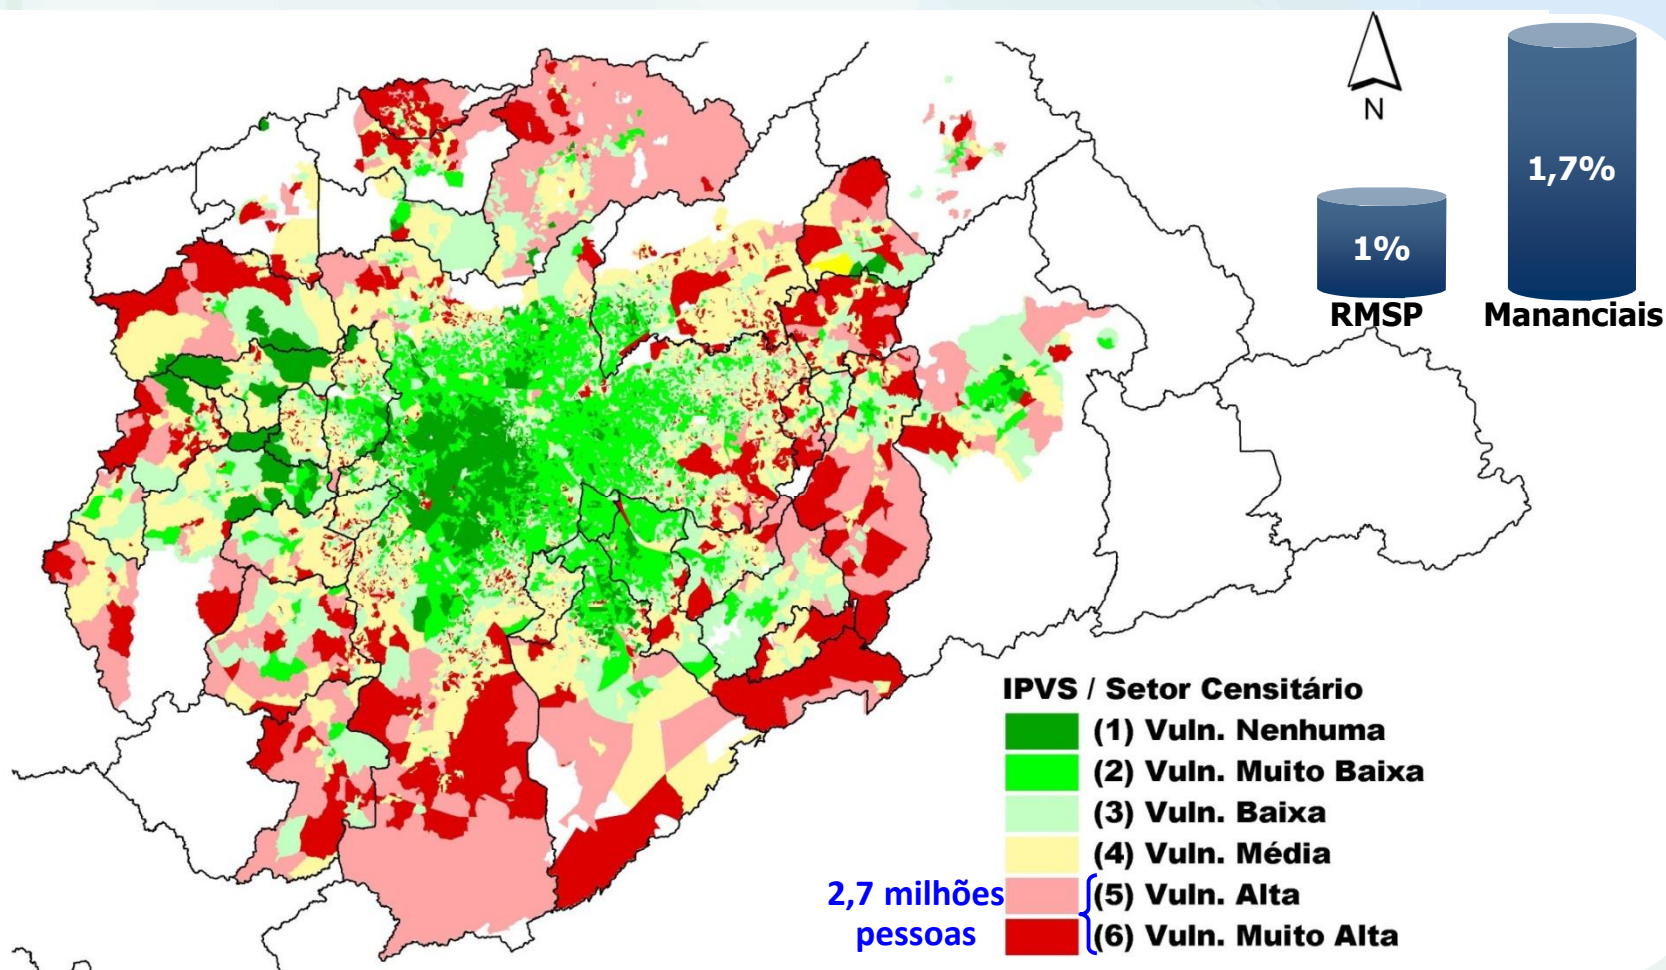 N
1,7%
1%
RMSP
Mananciais
IPVS / Setor Censitário
(1) Vuln. Nenhuma
(2) Vuln. Muito Baixa
(3) Vuln. Baixa
(4) Vuln. Média
2,7 milhões
pessoas
(5) Vuln. Alta
(6) Vuln. Muito Alta